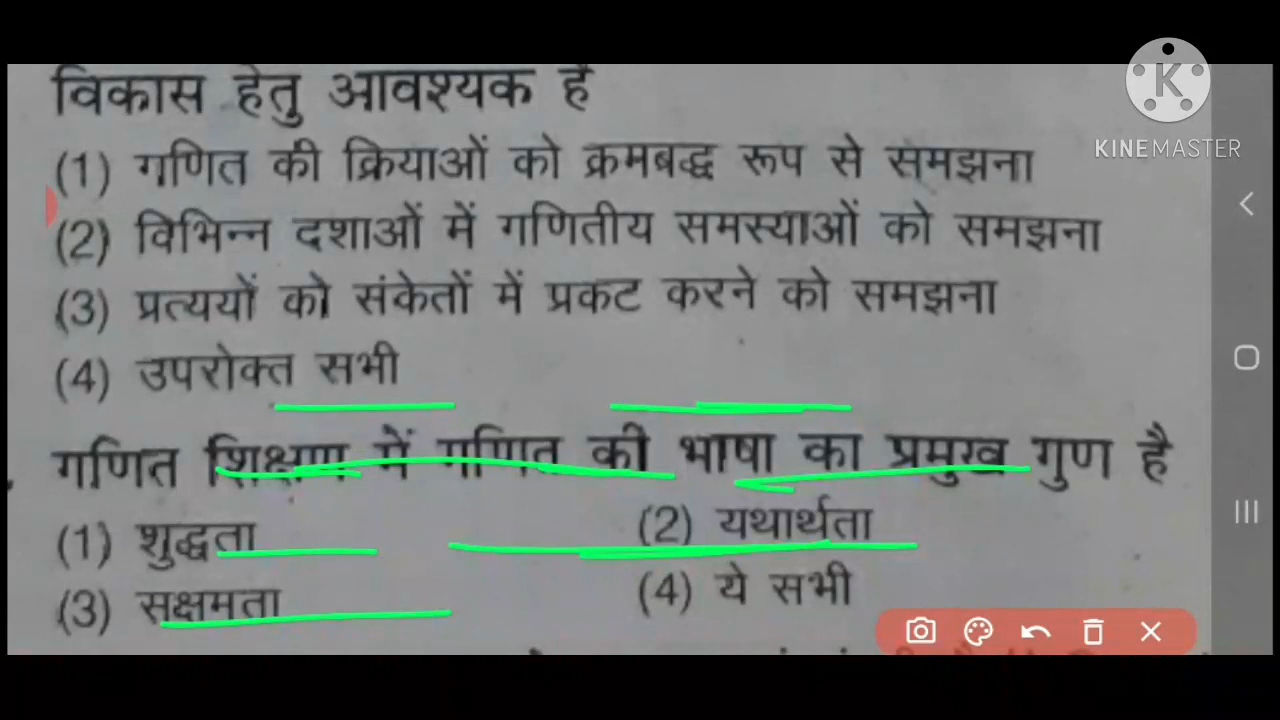 विकास हेतु आवश्यक है
(1) गणित की क्रियाओं को क्रमबद्ध रूप से समझना
(2) विभिन्न दशाओं में गणितीय समस्याओं को समझना
(3) प्रत्ययों को संकेतों में प्रकट करने को समझना
(4) उपरोक्त सभी
गणित शिक्षण में गणित की भाषा का प्रमुख गुण है
(1) शुद्धता (2) यथार्थता
(3) सक्षमता (4) ये सभी
K
KINEMASTER